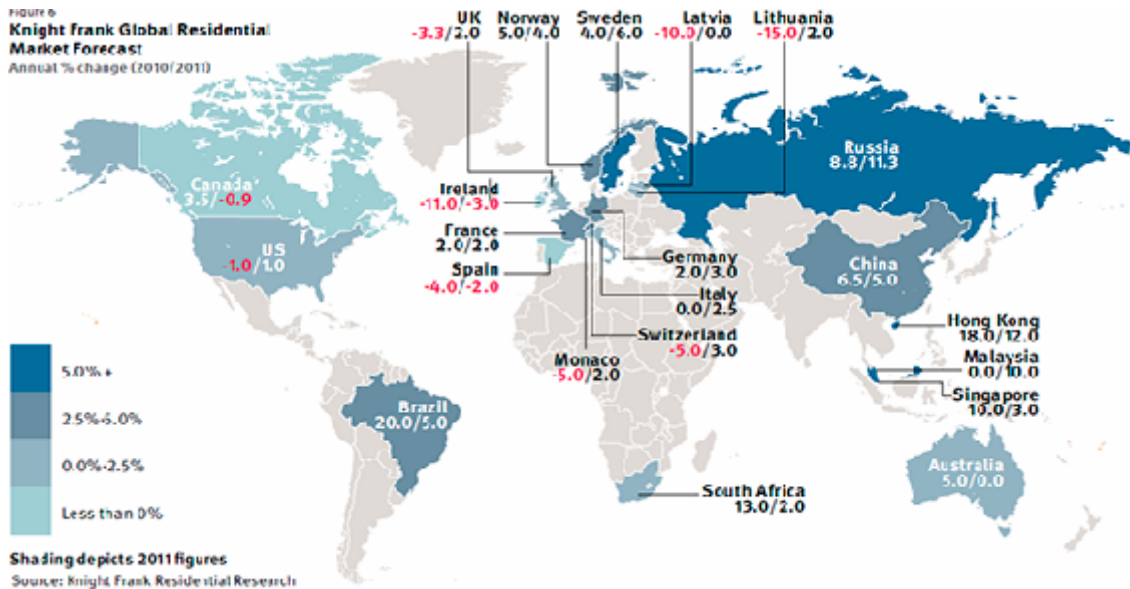 Figure 6
Knight Frank Global Residential
Market Forecast
Annual % change (2010/2011)
UK
-3.3/2.0
Norway
5.0/4.0
Sweden
4.0/6.0
Latvia
-10.0/0.0
Lithuania
-15.0/2.0
Russia
8.8/11.3
Canada*
3.5/-0.9
US
-1.0/1.0
Ireland
-11.0/-3.0
France
2.0/2.0
Spain
-4.0/-2.0
Germany
2.0/3.0
Italy
0.0/2.5
Switzerland
-5.0/3.0
Monaco
-5.0/2.0
China
6.5/5.0
Hong Kong
18.0/12.0
Malaysia
0.0/10.0
Singapore
10.0/3.0
Brazil
20.0/5.0
South Africa
13.0/2.0
Australia
5.0/0.0
5.0%+
2.5%-5.0%
0.0%-2.5%
Less than 0%
Shading depicts 2011 figures
Source: Knight Frank Residential Research